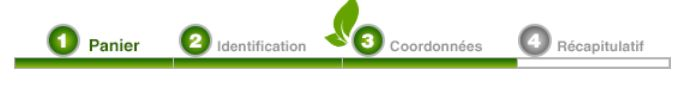 1 Panier 2 Identification 3 Coordonnées 4 Récapitulatif